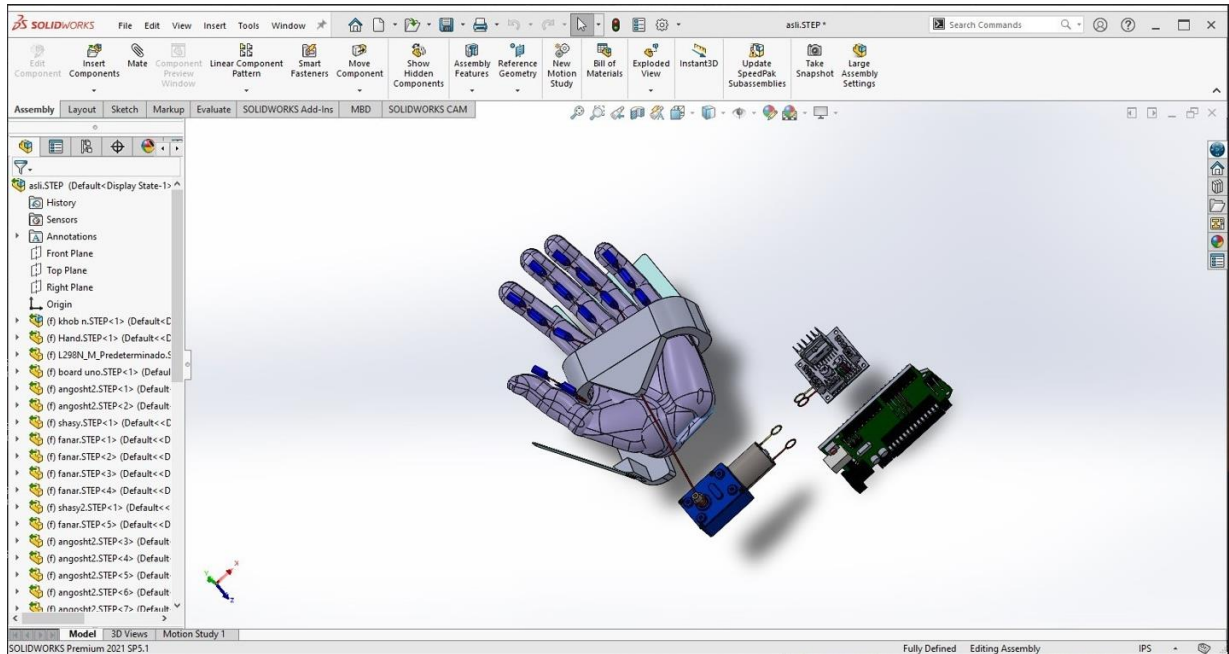 SOLIDWORKS File Edit View Insert Tools Window asli.STEP * Search Commands
Edit Component
Insert Components
Mate
Component Preview Window
Linear Component Pattern
Smart Fasteners
Move Component
Show Hidden Components
Assembly Features
Reference Geometry
New Motion Study
Bill of Materials
Exploded View
Instant3D
Update SpeedPak Subassemblies
Take Snapshot
Large Assembly Settings
Assembly Layout Sketch Markup Evaluate SOLIDWORKS Add-Ins MBD SOLIDWORKS CAM
asli.STEP (Default<Display State-1>
History
Sensors
Annotations
Front Plane
Top Plane
Right Plane
Origin
(f) khob n.STEP<1> (Default<D
(f) Hand.STEP<1> (Default<<D
(f) L298N_M_Predeterminado.S
(f) board uno.STEP<1> (Defaul
(f) angosht2.STEP<1> (Default
(f) angosht2.STEP<2> (Default
(f) shasy.STEP<1> (Default<<D
(f) fanar.STEP<1> (Default<<D
(f) fanar.STEP<2> (Default<<D
(f) fanar.STEP<3> (Default<<D
(f) fanar.STEP<4> (Default<<D
(f) shasy2.STEP<1> (Default<<
(f) fanar.STEP<5> (Default<<D
(f) angosht2.STEP<3> (Default
(f) angosht2.STEP<4> (Default
(f) angosht2.STEP<5> (Default
(f) angosht2.STEP<6> (Default
(f) angosht2.STEP<7> (Default
Y X Z
Model 3D Views Motion Study 1
SOLIDWORKS Premium 2021 SP5.1 Fully Defined Editing Assembly IPS